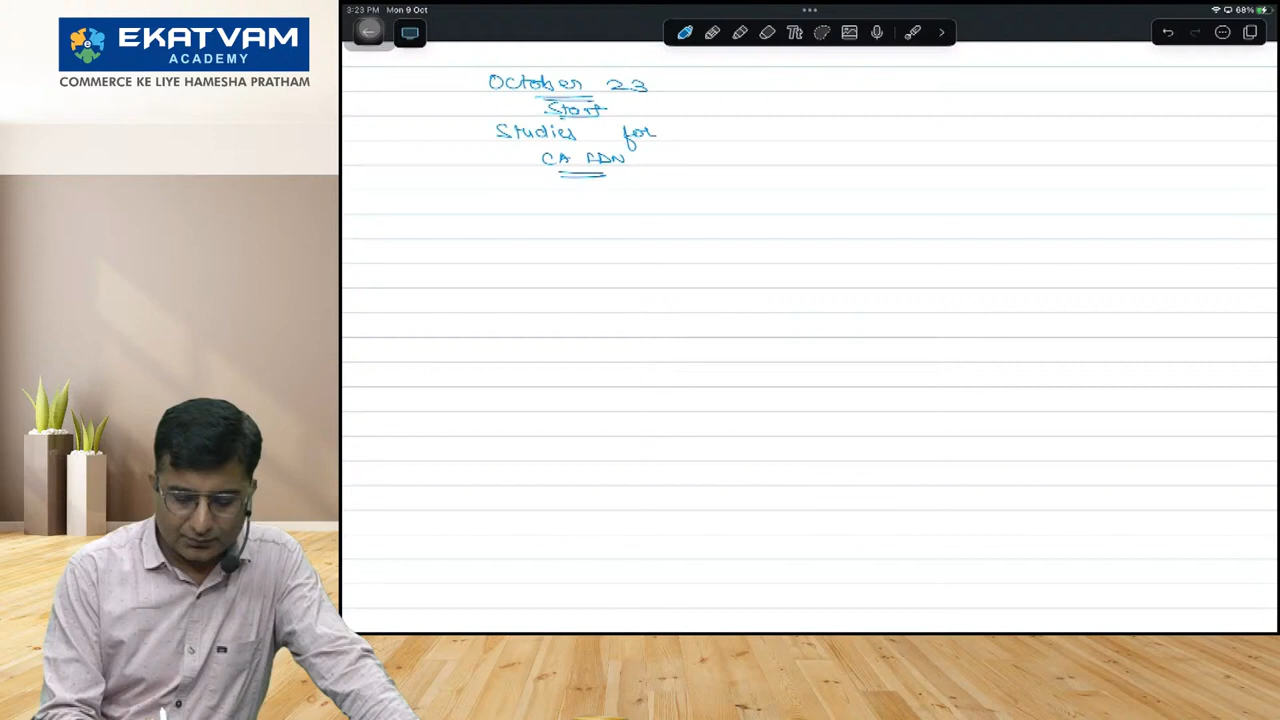 EKATVAM
ACADEMY
COMMERCE KE LIYE HAMESHA PRATHAM
3:23 PM Mon 9 Oct
68%
Tt
October 23
Start
Studies for
CA FDN